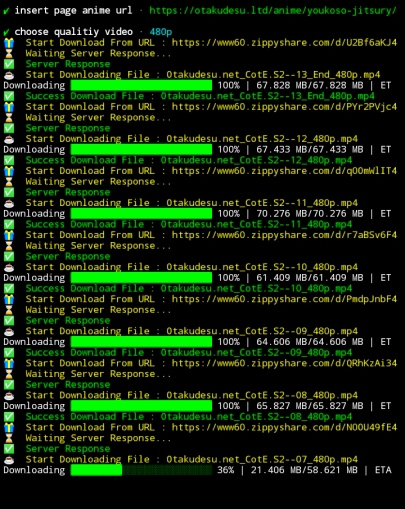 ✔ insert page anime url · https://otakudesu.ltd/anime/youkoso-jitsury/
✔ choose qualitiy video · 480p
Start Download From URL : https://www60.zippyshare.com/d/U2Bf6aKJ4
Waiting Server Response...
Server Response
Starting Downloading File : Otakudesu.net_CotE.S2--13_End_480p.mp4
Downloading 100% | 67.828 MB/67.828 MB | ET
Success Download File : Otakudesu.net_CotE.S2--13_End_480p.mp4
Start Download From URL : https://www60.zippyshare.com/d/PYr2PVjc4
Waiting Server Response...
Server Response
Starting Downloading File : Otakudesu.net_CotE.S2--12_480p.mp4
Downloading 100% | 67.433 MB/67.433 MB | ET
Success Download File : Otakudesu.net_CotE.S2--12_480p.mp4
Start Download From URL : https://www60.zippyshare.com/d/qOOmWlIT4
Waiting Server Response...
Server Response
Starting Downloading File : Otakudesu.net_CotE.S2--11_480p.mp4
Downloading 100% | 70.276 MB/70.276 MB | ET
Success Download File : Otakudesu.net_CotE.S2--11_480p.mp4
Start Download From URL : https://www60.zippyshare.com/d/r7aBSv6F4
Waiting Server Response...
Server Response
Starting Downloading File : Otakudesu.net_CotE.S2--10_480p.mp4
Downloading 100% | 61.409 MB/61.409 MB | ET
Success Download File : Otakudesu.net_CotE.S2--10_480p.mp4
Start Download From URL : https://www60.zippyshare.com/d/PmdpJnbF4
Waiting Server Response...
Server Response
Starting Downloading File : Otakudesu.net_CotE.S2--09_480p.mp4
Downloading 100% | 64.606 MB/64.606 MB | ET
Success Download File : Otakudesu.net_CotE.S2--09_480p.mp4
Start Download From URL : https://www60.zippyshare.com/d/QRhKzAi34
Waiting Server Response...
Server Response
Starting Downloading File : Otakudesu.net_CotE.S2--08_480p.mp4
Downloading 100% | 65.827 MB/65.827 MB | ET
Success Download File : Otakudesu.net_CotE.S2--08_480p.mp4
Start Download From URL : https://www60.zippyshare.com/d/NOOU49fE4
Waiting Server Response...
Server Response
Starting Downloading File : Otakudesu.net_CotE.S2--07_480p.mp4
Downloading 36% | 21.406 MB/58.621 MB | ETA